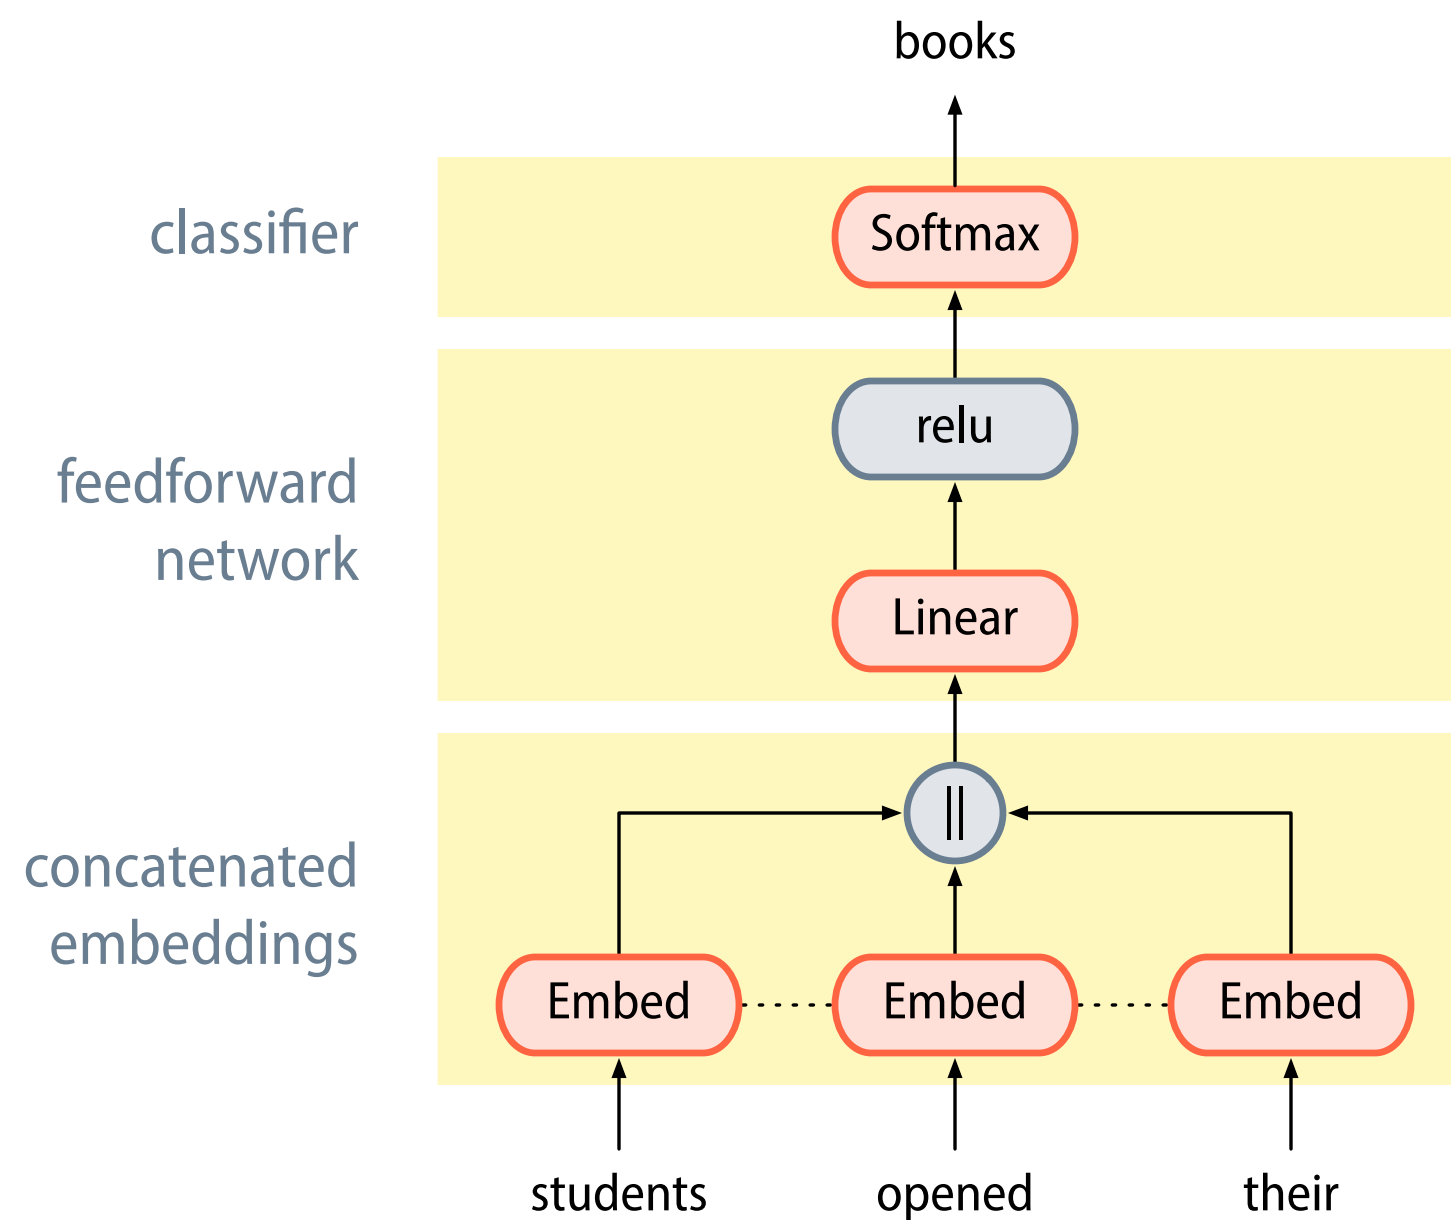 books
classifier
Softmax
relu
feedforward
network
Linear
||
concatenated
embeddings
Embed Embed Embed
students opened their